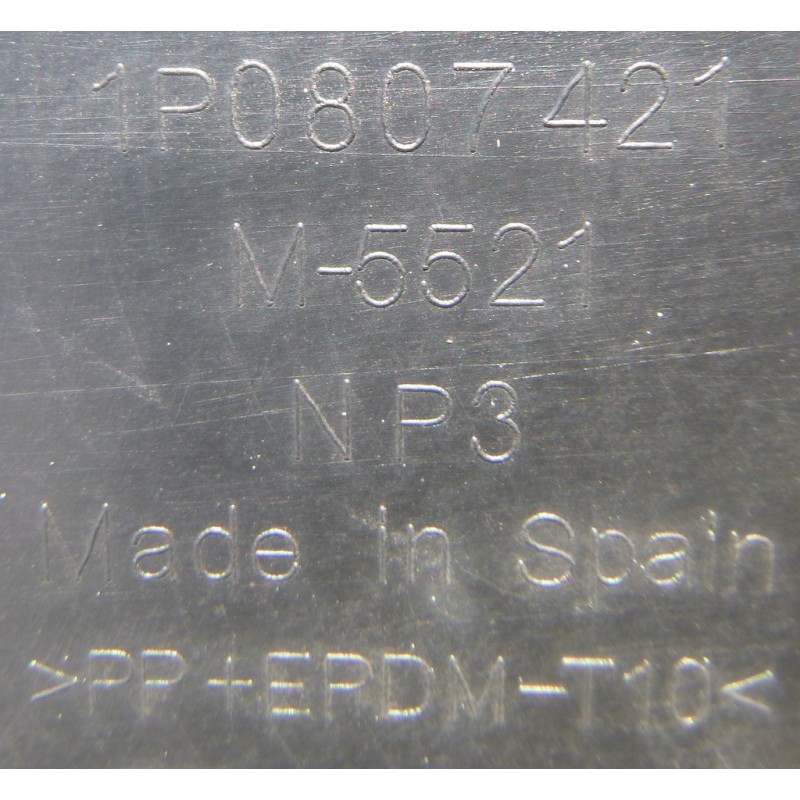 1P0807421
M-5521
NP3
Made in Spain
>PP+EPDM-T10<